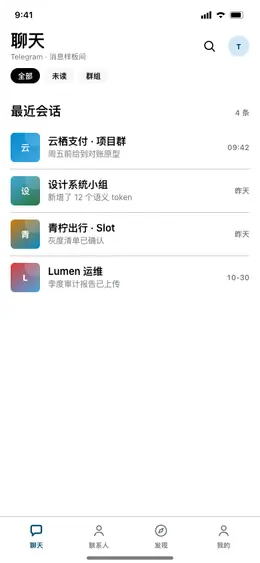 9:41
聊天
Telegram · 消息样板间
T
全部
未读
群组
最近会话
4 条
云
云栖支付 · 项目群
周五前给到对账原型
09:42
设
设计系统小组
新增了 12 个语义 token
昨天
青
青柠出行 · Slot
灰度清单已确认
昨天
L
Lumen 运维
季度审计报告已上传
10-30
聊天
联系人
发现
我的